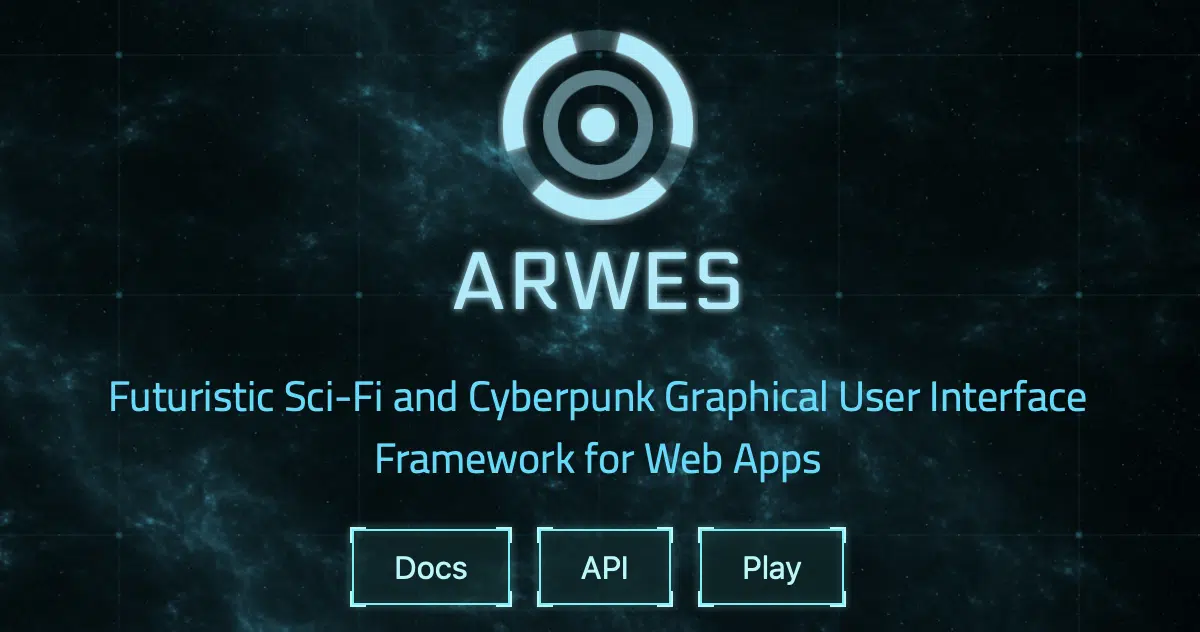 ARWES
Futuristic Sci-Fi and Cyberpunk Graphical User Interface
Framework for Web Apps
Docs
API
Play